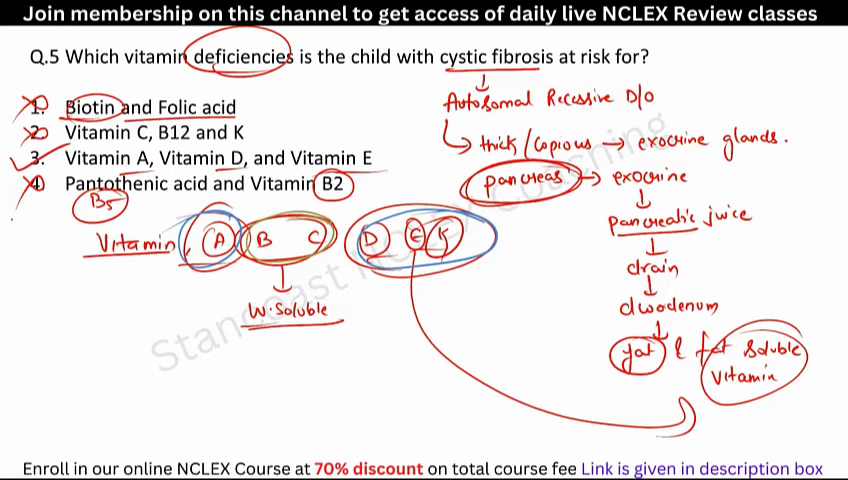 Join membership on this channel to get access of daily live NCLEX Review classes
Q.5 Which vitamin deficiencies is the child with cystic fibrosis at risk for?
1. Biotin and Folic acid
2. Vitamin C, B12 and K
3. Vitamin A, Vitamin D, and Vitamin E
4. Pantothenic acid and Vitamin B2
B5
Vitamin, A B C D E K
W.Soluble
Autosomal Recessive D/O
thick/Copious → exocrine glands.
pancreas → exocrine
pancreatic juice
drain
dwodenum
fat & fat soluble
vitamin
Stancoast NCLEX Coaching
Enroll in our online NCLEX Course at 70% discount on total course fee Link is given in description box